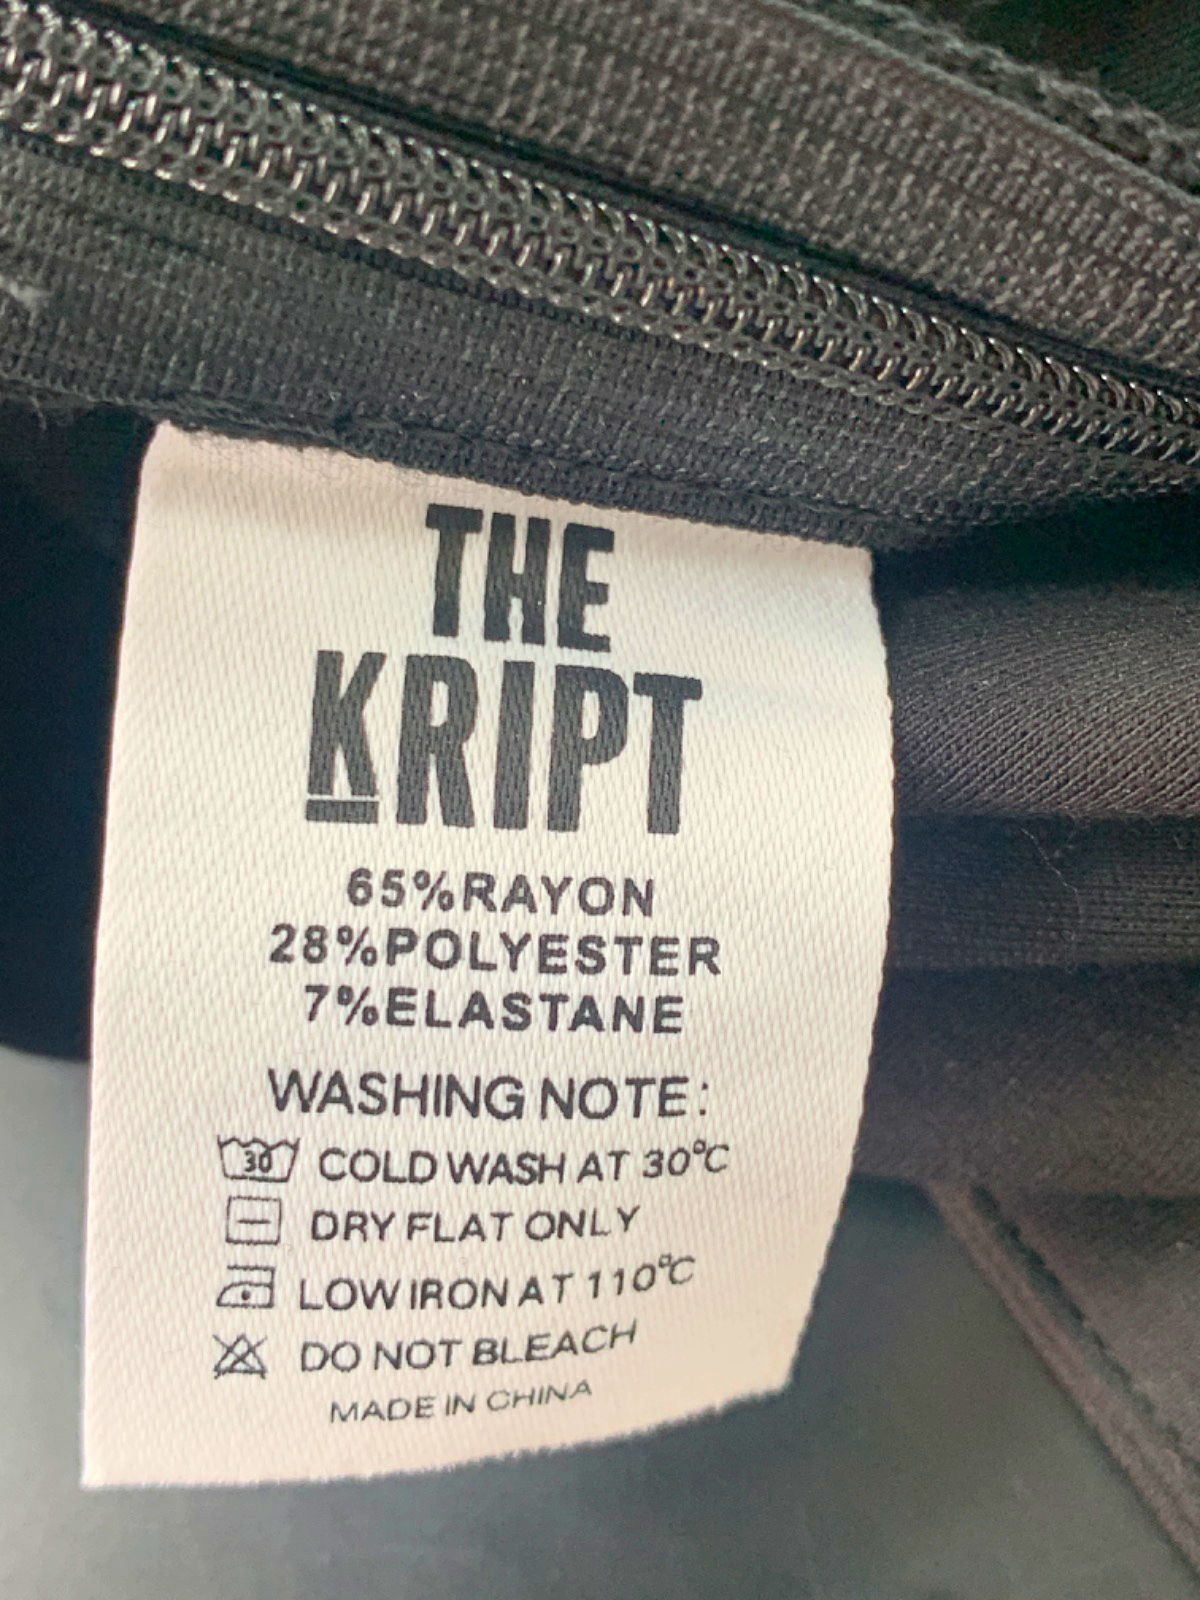 THE
KRIPT
65%RAYON
28%POLYESTER
7%ELASTANE
WASHING NOTE:
30 COLD WASH AT 30°C
DRY FLAT ONLY
LOW IRON AT 110°C
DO NOT BLEACH
MADE IN CHINA